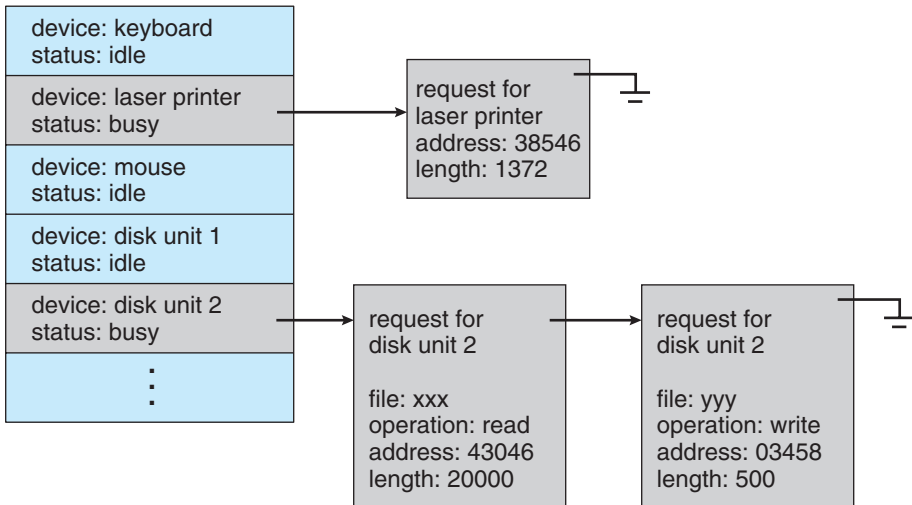 device: keyboard
status: idle
device: laser printer
status: busy
device: mouse
status: idle
device: disk unit 1
status: idle
device: disk unit 2
status: busy
request for
laser printer
address: 38546
length: 1372
request for
disk unit 2
file: xxx
operation: read
address: 43046
length: 20000
request for
disk unit 2
file: yyy
operation: write
address: 03458
length: 500